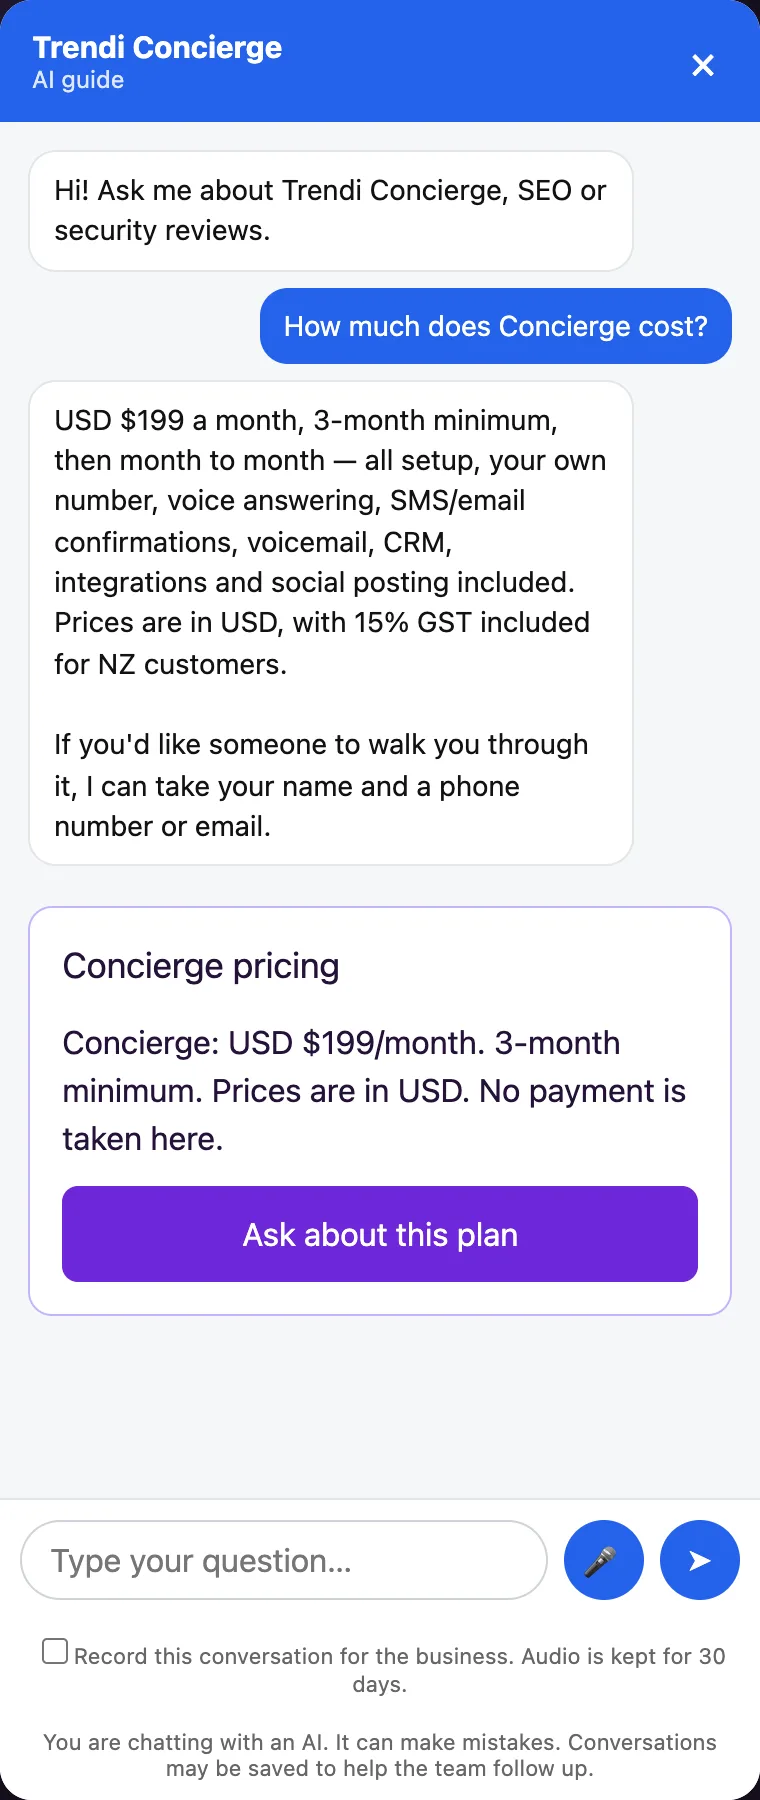 Trendi Concierge
AI guide
×
Hi! Ask me about Trendi Concierge, SEO or
security reviews.
How much does Concierge cost?
USD $199 a month, 3-month minimum,
then month to month — all setup, your own
number, voice answering, SMS/email
confirmations, voicemail, CRM,
integrations and social posting included.
Prices are in USD, with 15% GST included
for NZ customers.
If you'd like someone to walk you through
it, I can take your name and a phone
number or email.
Concierge pricing
Concierge: USD $199/month. 3-month
minimum. Prices are in USD. No payment is
taken here.
Ask about this plan
Type your question...
Record this conversation for the business. Audio is kept for 30
days.
You are chatting with an AI. It can make mistakes. Conversations
may be saved to help the team follow up.